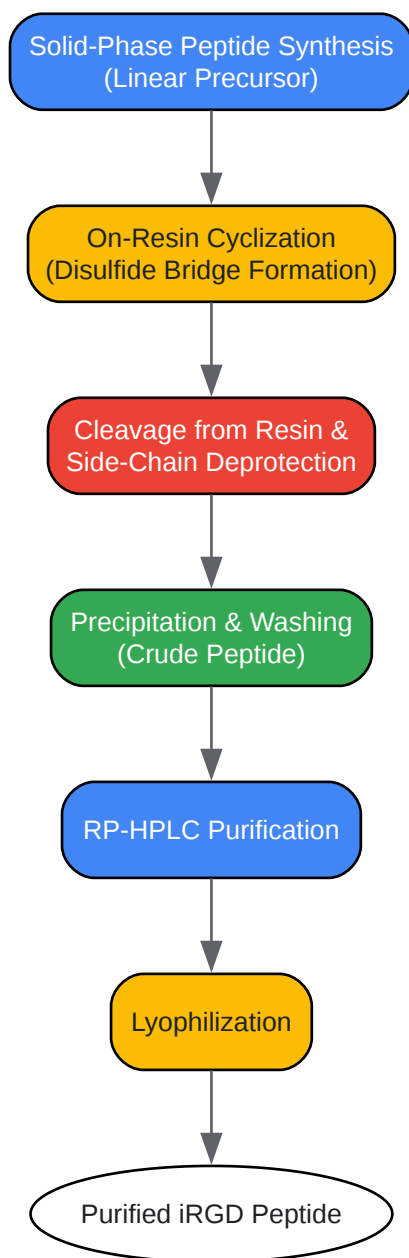 Solid-Phase Peptide Synthesis
(Linear Precursor)
On-Resin Cyclization
(Disulfide Bridge Formation)
Cleavage from Resin &
Side-Chain Deprotection
Precipitation & Washing
(Crude Peptide)
RP-HPLC Purification
Lyophilization
Purified iRGD Peptide